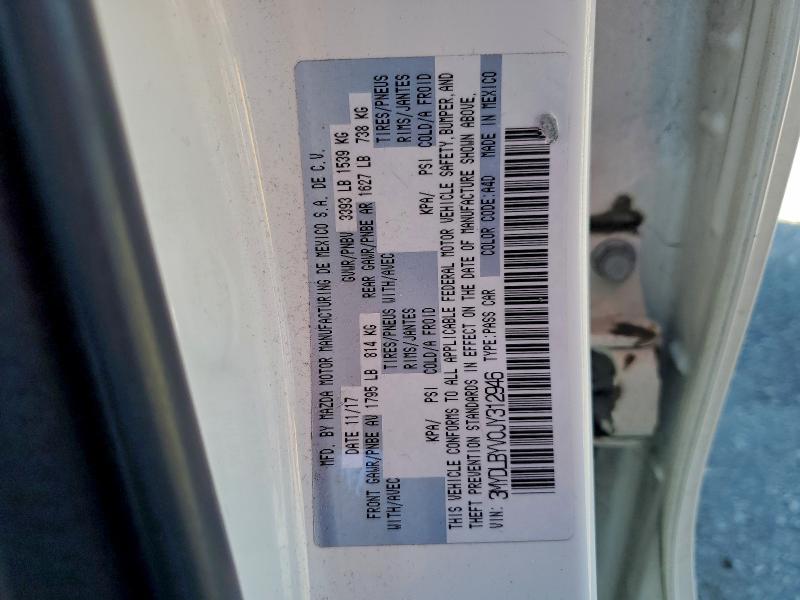 MFD. BY MAZDA MOTOR MANUFACTURING DE MEXICO S.A. DE C.V.
DATE 11/17 GVWR/PNBV 3393 LB 1539 KG
FRONT GAWR/PNBE AV 1795 LB 814 KG REAR GAWR/PNBE AR 1627 LB 738 KG
WITH/AVEC TIRES/PNEUS WITH/AVEC TIRES/PNEUS
RIMS/JANTES RIMS/JANTES
KPA/ PSI COLD/A FROID KPA/ PSI COLD/A FROID
THIS VEHICLE CONFORMS TO ALL APPLICABLE FEDERAL MOTOR VEHICLE SAFETY, BUMPER, AND
THEFT PREVENTION STANDARDS IN EFFECT ON THE DATE OF MANUFACTURE SHOWN ABOVE.
VIN: 3MYDLBYV0JY312946 TYPE:PASS CAR COLOR CODE:A4D MADE IN MEXICO